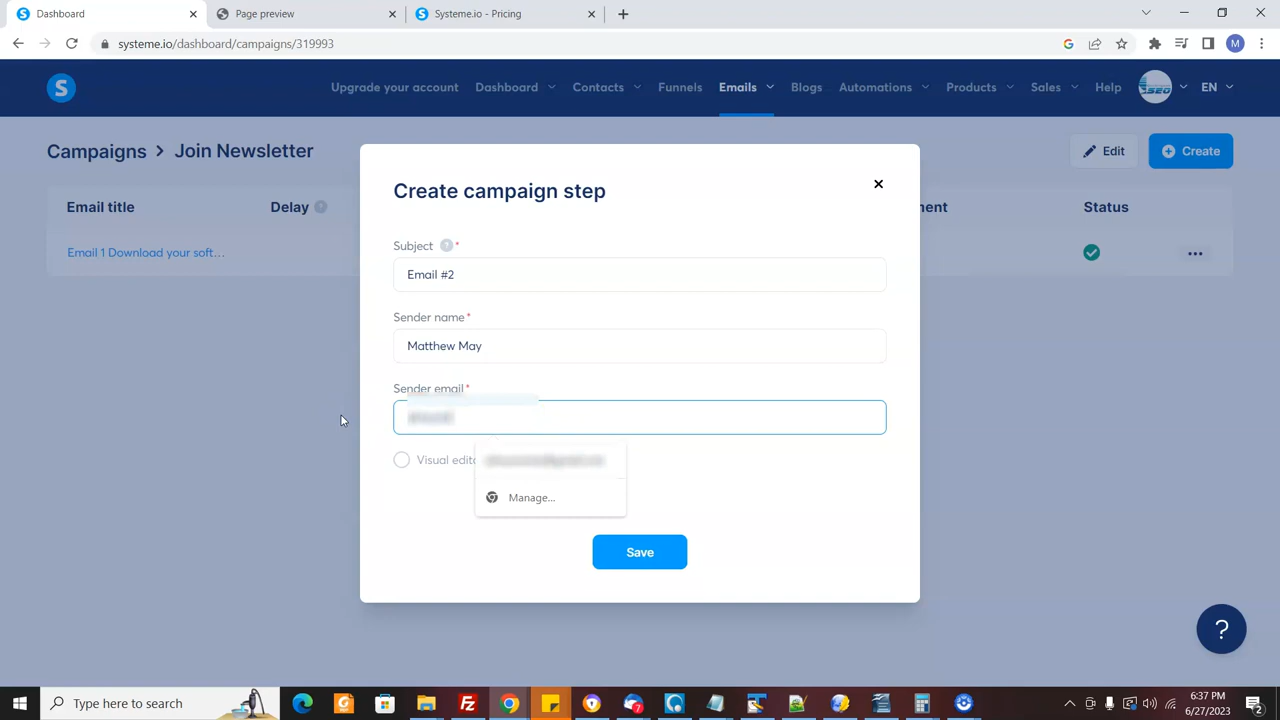 Dashboard
Page preview
Systeme.io - Pricing
systeme.io/dashboard/campaigns/319993
M
S
Upgrade your account
Dashboard
Contacts
Funnels
Emails
Blogs
Automations
Products
Sales
Help
SEO
EN
Campaigns > Join Newsletter
Edit
Create
Email title
Delay ?
Status
Email 1 Download your soft…
Create campaign step
Subject ? *
Email #2
Sender name*
Matthew May
Sender email*
Manage...
Save
?
Type here to search
7
6:37 PM
6/27/2023
2